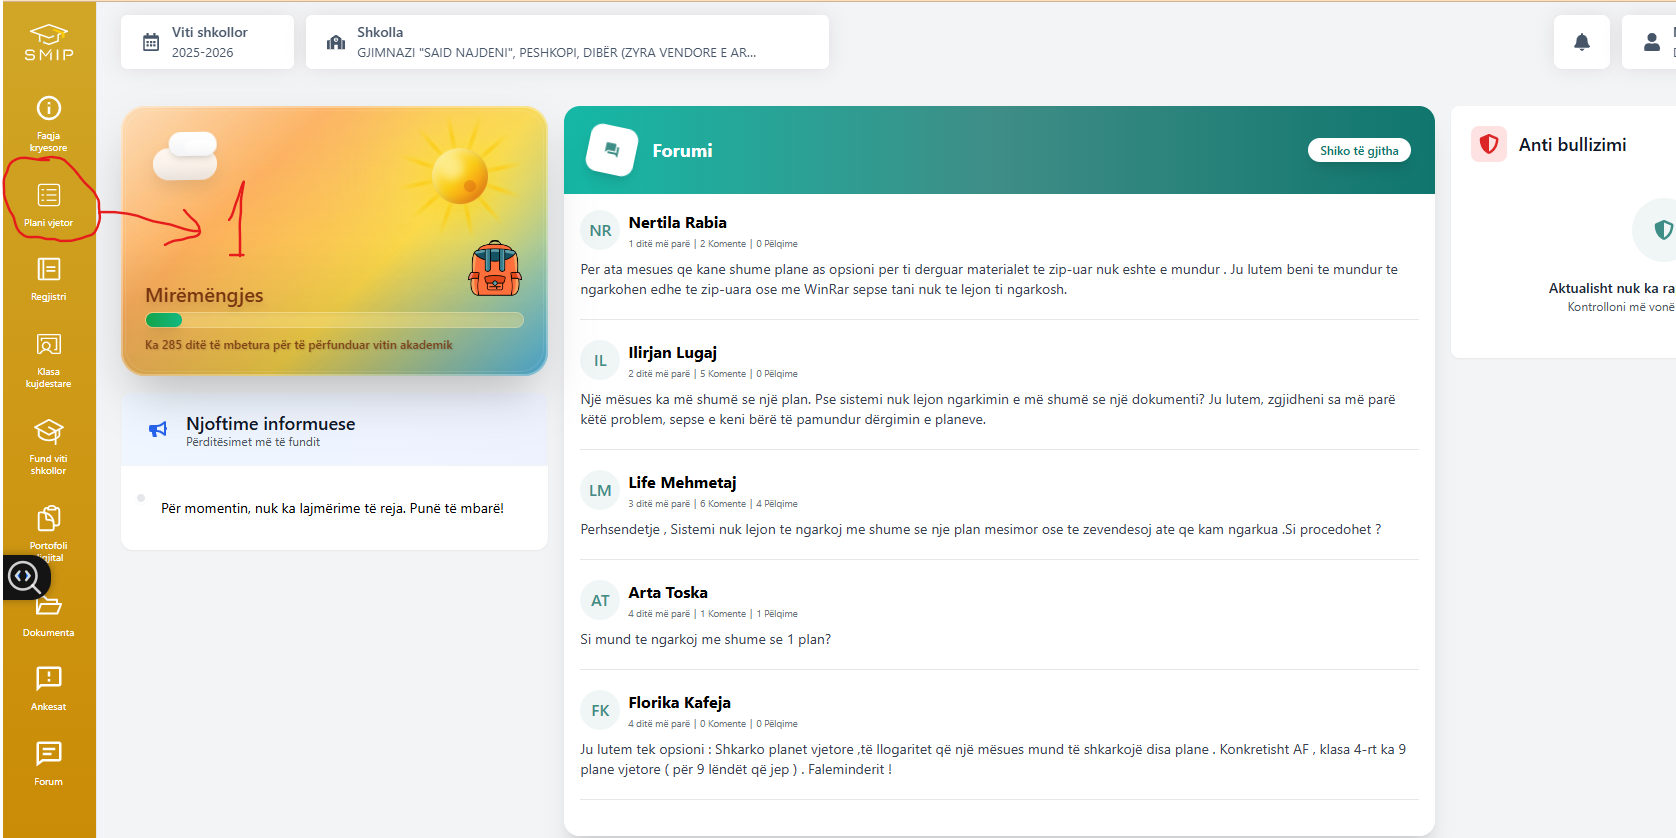 SMIP
Faqja
kryesore
Plani vjetor
Regjistri
Klasa
kujdestare
Fund viti
shkollor
Portofoli
Dokumenta
Ankesat
Forum
Viti shkollor
2025-2026
Shkolla
GJIMNAZI "SAID NAJDENI", PESHKOPI, DIBËR (ZYRA VENDORE E AR...
1
Mirëmëngjes
Ka 285 ditë të mbetura për të përfunduar vitin akademik
Njoftime informuese
Përditësimet më të fundit
Për momentin, nuk ka lajmërime të reja. Punë të mbarë!
Forumi
Shiko të gjitha
NR
Nertila Rabia
1 ditë më parë | 2 Komente | 0 Pëlqime
Per ata mesues qe kane shume plane as opsioni per ti derguar materialet te zip-uar nuk eshte e mundur . Ju lutem beni te mundur te
ngarkohen edhe te zip-uara ose me WinRar sepse tani nuk te lejon ti ngarkosh.
IL
Ilirjan Lugaj
2 ditë më parë | 5 Komente | 0 Pëlqime
Një mësues ka më shumë se një plan. Pse sistemi nuk lejon ngarkimin e më shumë se një dokumenti? Ju lutem, zgjidheni sa më parë
këtë problem, sepse e keni bërë të pamundur dërgimin e planeve.
LM
Life Mehmetaj
3 ditë më parë | 6 Komente | 4 Pëlqime
Perhsendetje , Sistemi nuk lejon te ngarkoj me shume se nje plan mesimor ose te zevendesoj ate qe kam ngarkua .Si procedohet ?
AT
Arta Toska
4 ditë më parë | 1 Komente | 1 Pëlqime
Si mund te ngarkoj me shume se 1 plan?
FK
Florika Kafeja
4 ditë më parë | 0 Komente | 0 Pëlqime
Ju lutem tek opsioni : Shkarko planet vjetore ,të llogaritet që një mësues mund të shkarkojë disa plane . Konkretisht AF , klasa 4-rt ka 9
plane vjetore ( për 9 lëndët që jep ) . Faleminderit !
Anti bullizimi
Aktualisht nuk ka ra
Kontrolloni më vonë